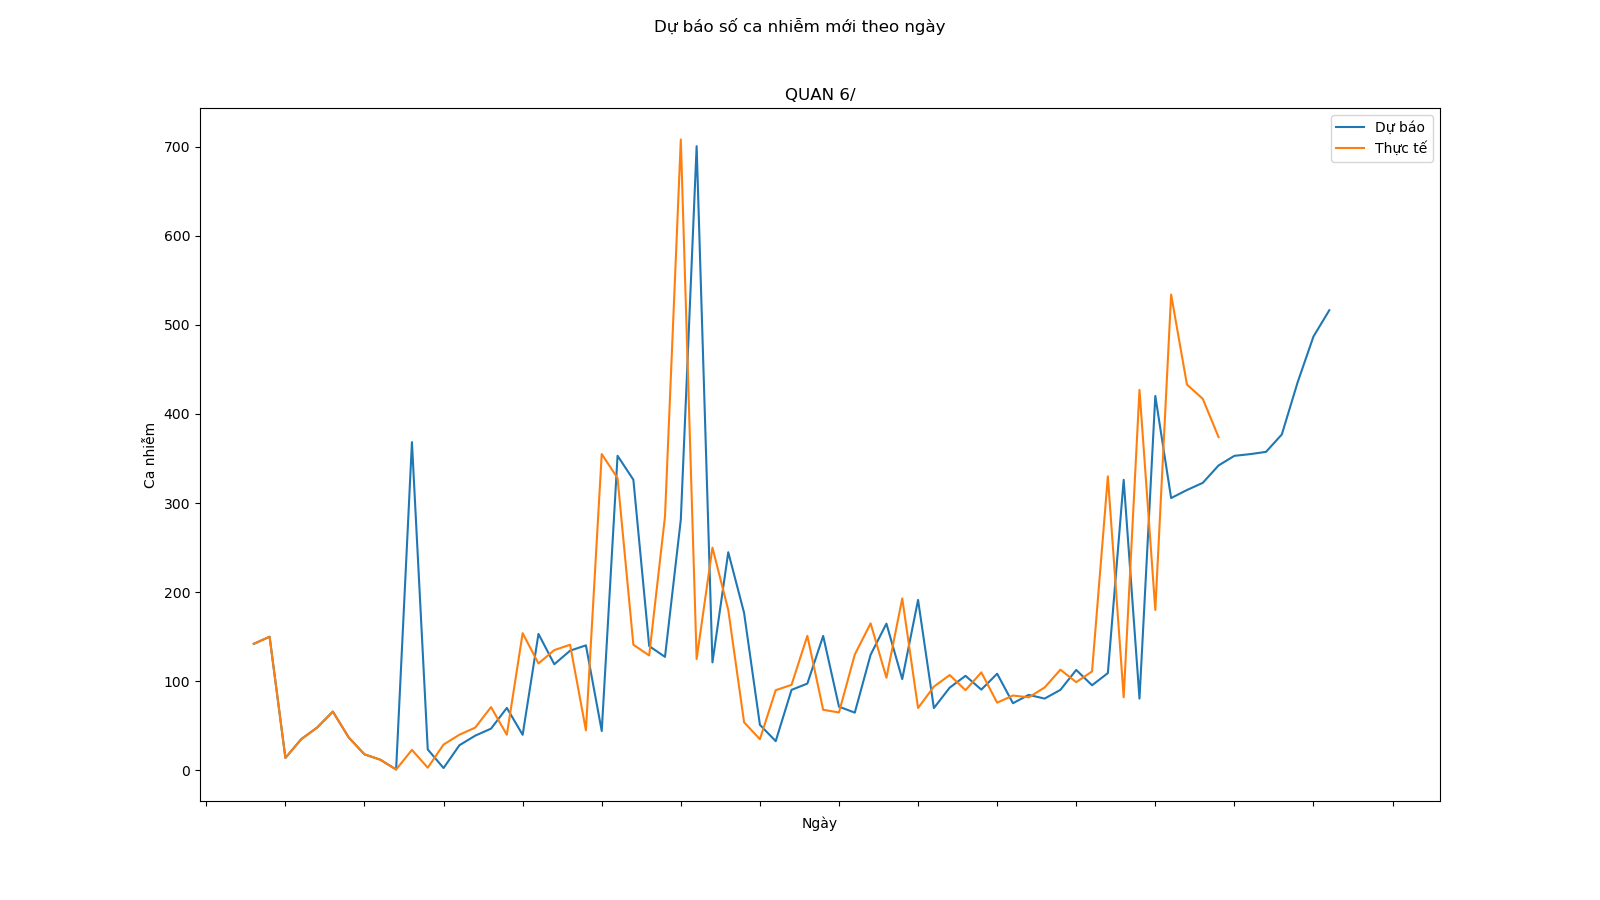 Dự báo số ca nhiễm mới theo ngày
QUAN 6/
Dự báo
Thực tế
700
600
500
400
300
200
100
0
Ca nhiễm
Ngày